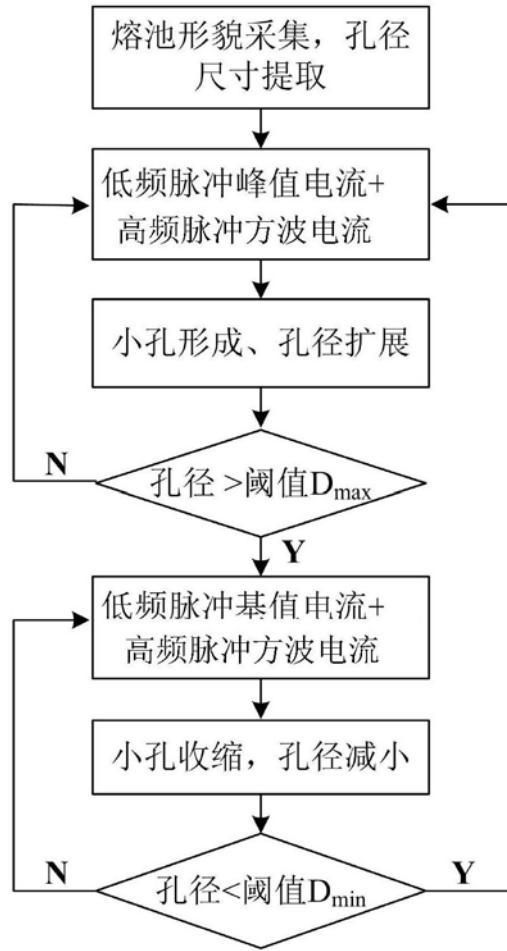 熔池形貌采集，孔径
尺寸提取
低频脉冲峰值电流+
高频脉冲方波电流
小孔形成、孔径扩展
孔径 >阈值Dmax
N
Y
低频脉冲基值电流+
高频脉冲方波电流
小孔收缩，孔径减小
孔径<阈值Dmin
N
Y